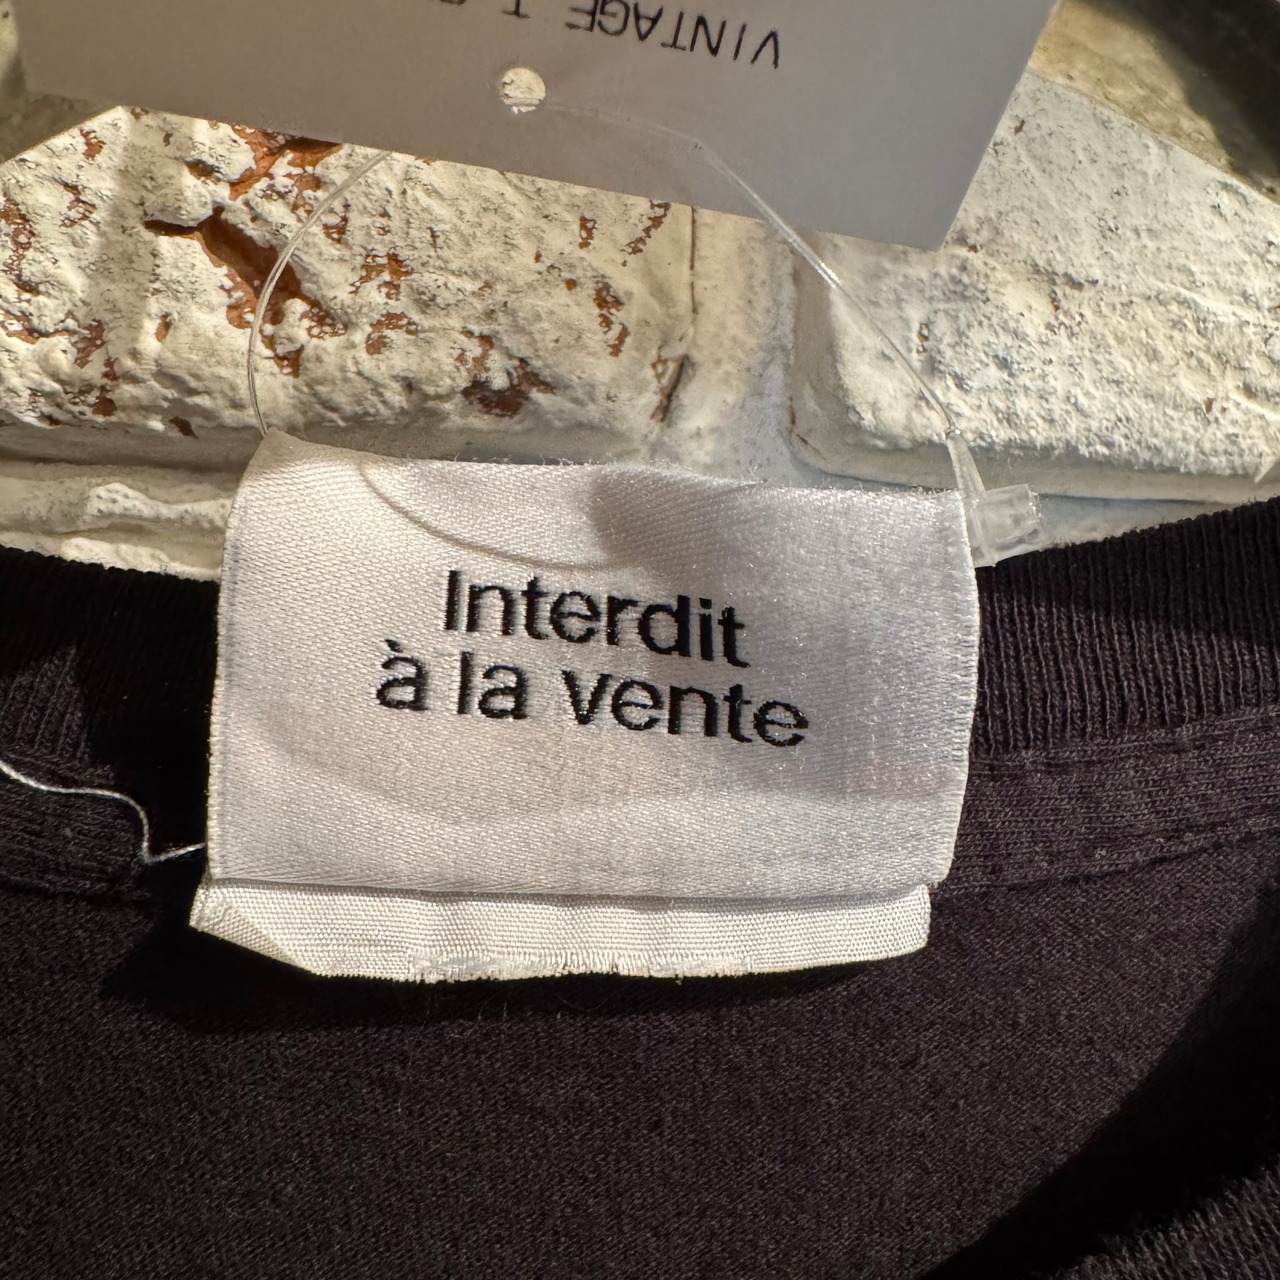 VINTAGE T
Interdit
à la vente